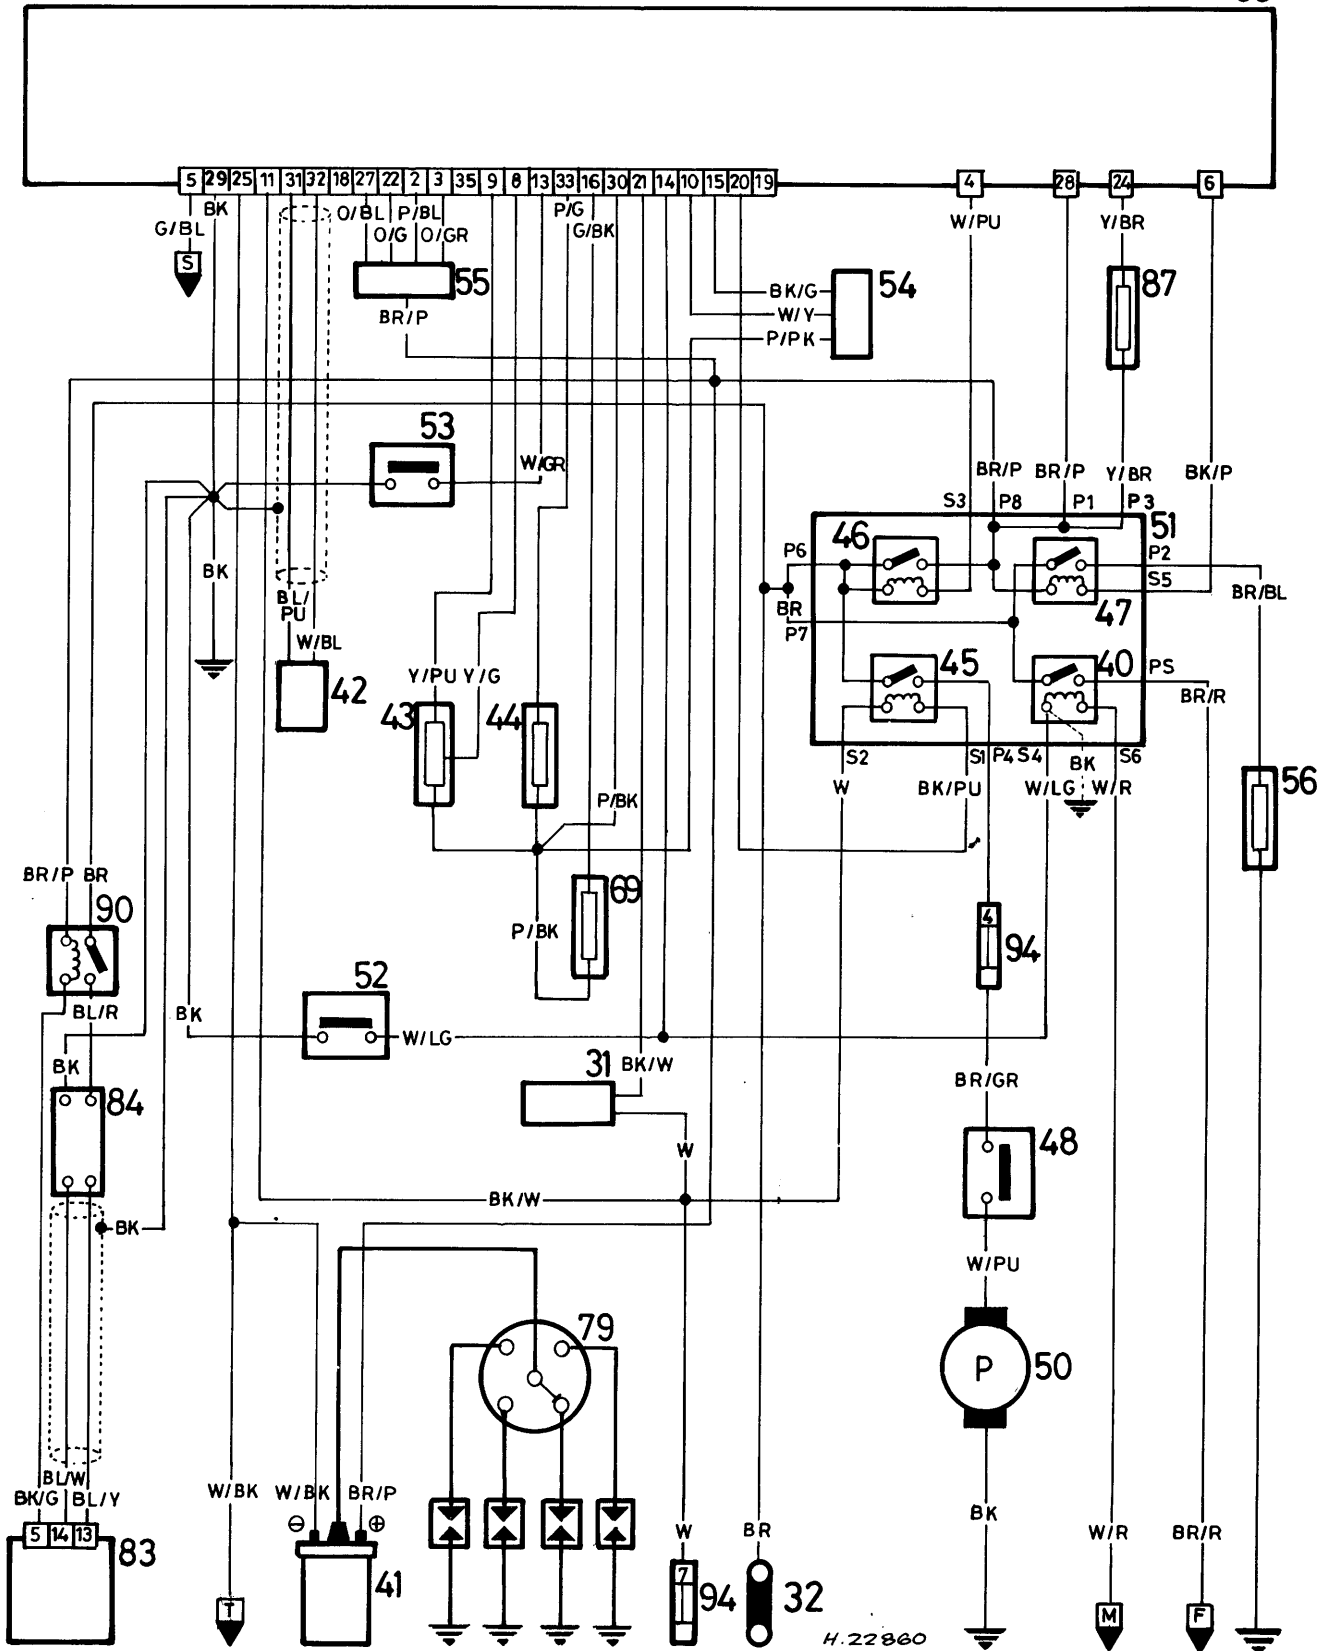 5 29 25 11 31 32 18 27 22 2 3 35 9 8 13 33 16 30 21 14 10 15 20 19 4 28 24 6
BK O/BL P/BL P/G W/PU Y/BR
G/BL O/G O/GR G/BK
S
55 54 87
BK/G
BR/P W/Y
P/PK
53
W/GR BR/P BR/P Y/BR BK/P
S3 P8 P1 P3
51
46 P2
P6
BK S5
BL/ BR 47 BR/BL
PU
P7
W/BL
45 40 PS
Y/PU Y/G BR/R
42
43 44
S2 S1 P4 S4 S6
BK
W BK/PU W/LG W/R 56
P/BK
BR/P BR 69
90 4
P/BK 94
52
BL/R BK
W/LG
BK 31 BK/W
BR/GR
84
48
W
BK/W
BK
W/PU
79
P 50
BL/W
BK/G BL/Y W/BK W/BK BR/P
⊖ ⊕
BK
W BR W/R BR/R
5 14 13
83
7
41 94 32
T M F
H.22860